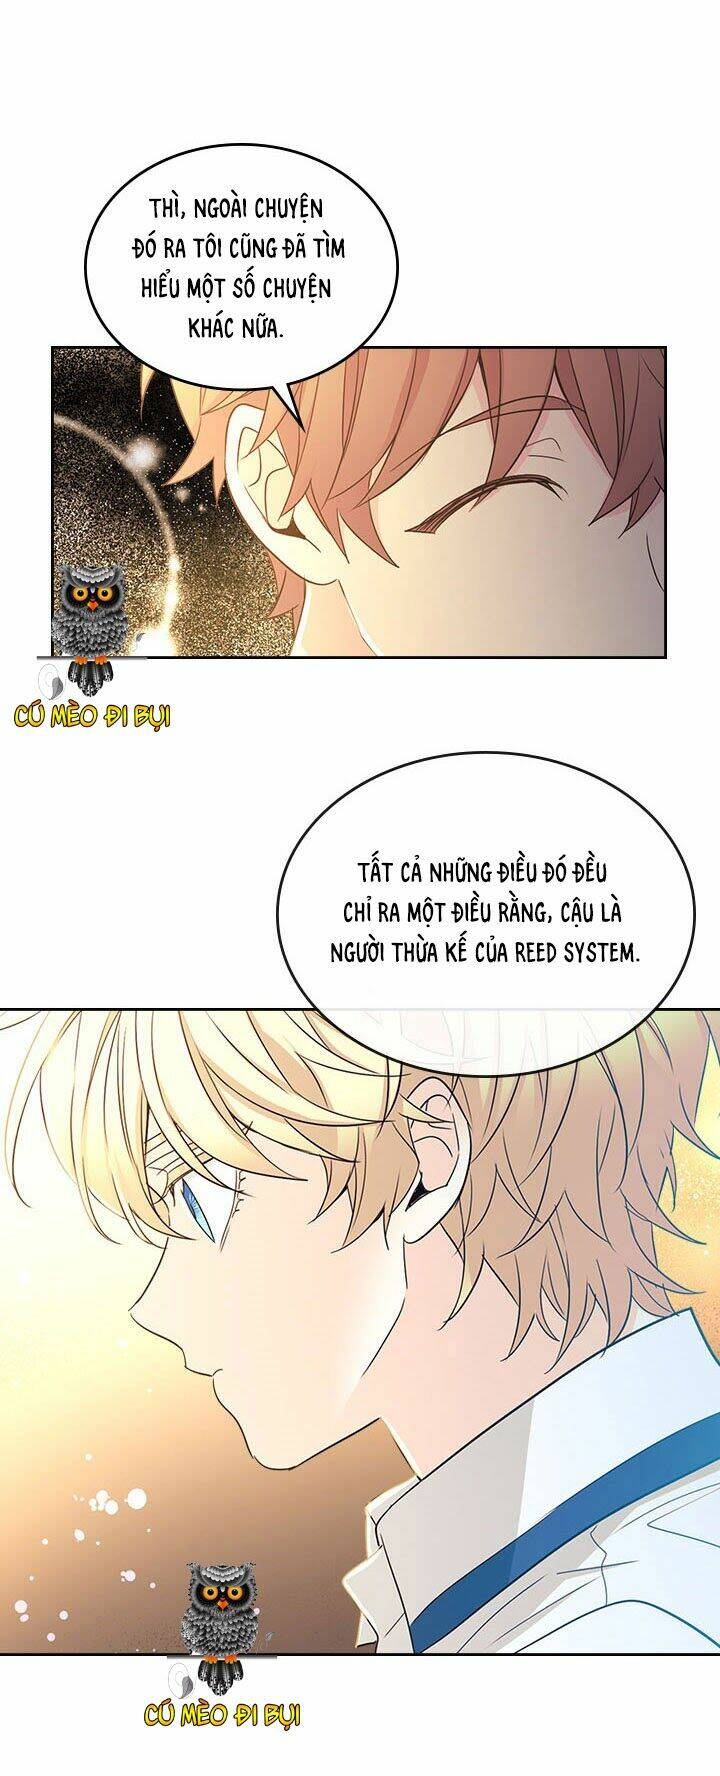 THÌ, NGOÀI CHUYỆN
ĐÓ RA TÔI CŨNG ĐÃ TÌM
HIỂU MỘT SỐ CHUYỆN
KHÁC NỮA.
CÚ MÈO ĐI BỤI
TẤT CẢ NHỮNG ĐIỀU ĐÓ ĐỀU
CHỈ RA MỘT ĐIỀU RẰNG, CẬU LÀ
NGƯỜI THỪA KẾ CỦA REED SYSTEM.
CÚ MÈO ĐI BỤI